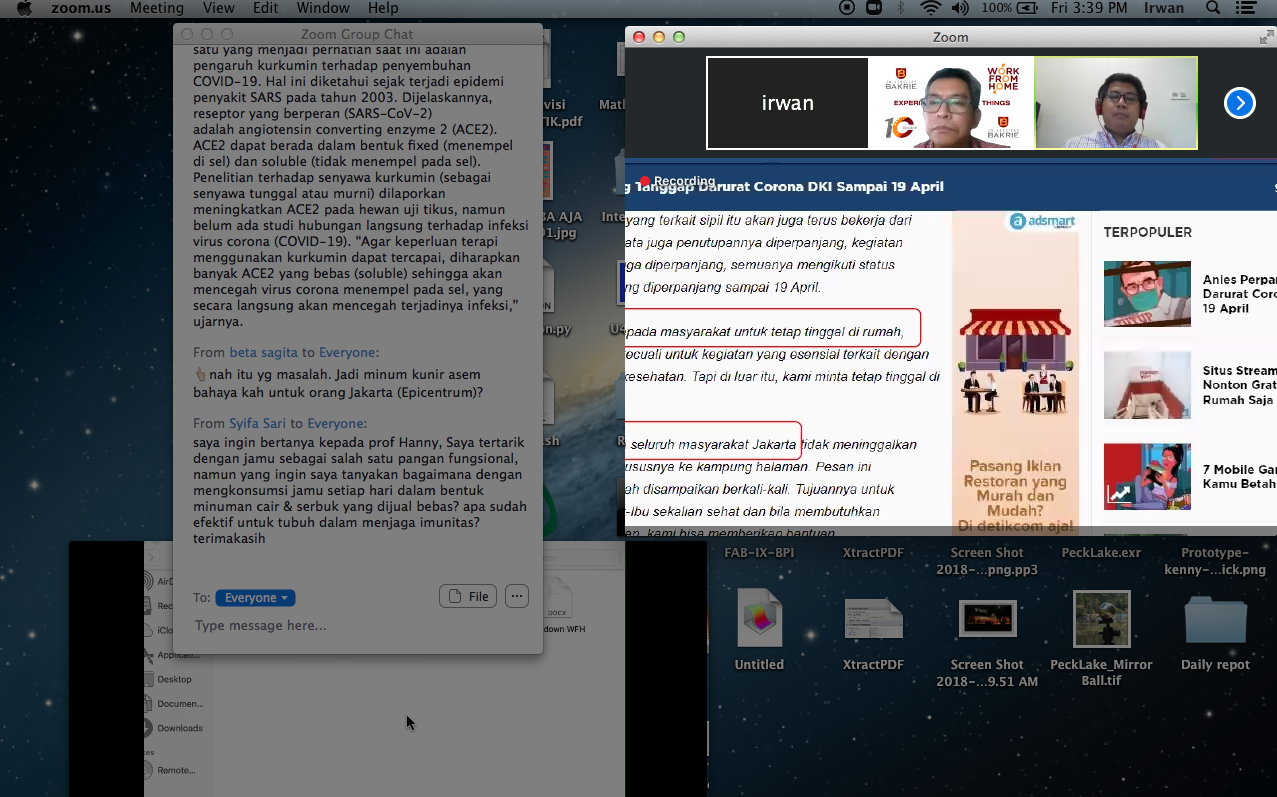 zoom.us Meeting View Edit Window Help
100% Fri 3:39 PM Irwan
Zoom Group Chat
satu yang menjadi perhatian saat ini adalah
pengaruh kurkumin terhadap penyembuhan
COVID-19. Hal ini diketahui sejak terjadi epidemi
penyakit SARS pada tahun 2003. Dijelaskannya,
reseptor yang berperan (SARS-CoV-2)
adalah angiotensin converting enzyme 2 (ACE2).
ACE2 dapat berada dalam bentuk fixed (menempel
di sel) dan soluble (tidak menempel pada sel).
Penelitian terhadap senyawa kurkumin (sebagai
senyawa tunggal atau murni) dilaporkan
meningkatkan ACE2 pada hewan uji tikus, namun
belum ada studi hubungan langsung terhadap infeksi
virus corona (COVID-19). "Agar keperluan terapi
menggunakan kurkumin dapat tercapai, diharapkan
banyak ACE2 yang bebas (soluble) sehingga akan
mencegah virus corona menempel pada sel, yang
secara langsung akan mencegah terjadinya infeksi,"
ujarnya.
From beta sagita to Everyone:
nah itu yg masalah. Jadi minum kunir asem
bahaya kah untuk orang Jakarta (Epicentrum)?
From Syifa Sari to Everyone:
saya ingin bertanya kepada prof Hanny, Saya tertarik
dengan jamu sebagai salah satu pangan fungsional,
namun yang ingin saya tanyakan bagaimana dengan
mengkonsumsi jamu setiap hari dalam bentuk
minuman cair & serbuk yang dijual bebas? apa sudah
efektif untuk tubuh dalam menjaga imunitas?
terimakasih
To: Everyone
File
Type message here...
visi
TIK.pdf
Math
BA AJA
01.jpg
Inte
ON
on.py
U4
sh
Zoom
irwan
UNIVERSITAS
BAKRIE
WORK
FROM
HOME
EXPERI THINGS
10
UNIVERSITAS
BAKRIE
Recording
g Tanggap Darurat Corona DKI Sampai 19 April
yang terkait sipil itu akan juga terus bekerja dari
ata juga penutupannya diperpanjang, kegiatan
ga diperpanjang, semuanya mengikuti status
ng diperpanjang sampai 19 April.
pada masyarakat untuk tetap tinggal di rumah,
ecuali untuk kegiatan yang esensial terkait dengan
kesehatan. Tapi di luar itu, kami minta tetap tinggal di
seluruh masyarakat Jakarta tidak meninggalkan
ususnya ke kampung halaman. Pesan ini
ah disampaikan berkali-kali. Tujuannya untuk
-Ibu sekalian sehat dan bila membutuhkan
an, kami bisa memberikan bantuan
adsmart
Pasang Iklan
Restoran yang
Murah dan
Mudah?
Di detikcom aja!
TERPOPULER
Anies Perpan
Darurat Coro
19 April
Situs Stream
Nonton Grat
Rumah Saja
7 Mobile Gam
Kamu Betah
AirD
Rec
iClo
Applicati...
Desktop
Documen...
Downloads
ces
Remote...
DOCX
down WFH
FAB-IX-BPI
XtractPDF
Screen Shot
2018-...png.pp3
PeckLake.exr
Prototype-
kenny-...ick.png
Untitled
XtractPDF
Screen Shot
2018-...9.51 AM
PeckLake_Mirror
Ball.tif
Daily repot